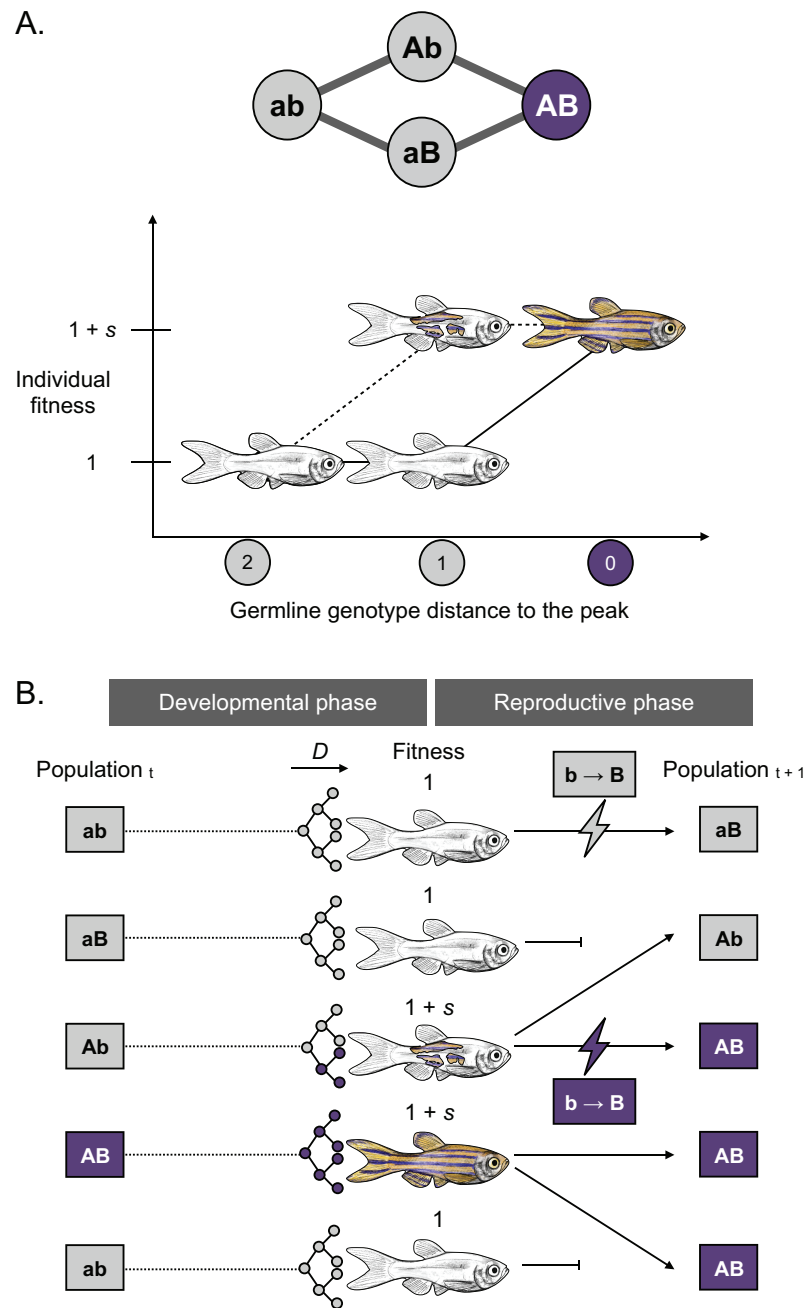 A.
Ab
ab
AB
aB
1 + s
Individual
fitness
1
2
1
0
Germline genotype distance to the peak
B.
Developmental phase
Reproductive phase
Population t
D
Fitness
b → B
Population t + 1
1
ab
aB
1
aB
Ab
1 + s
Ab
AB
b → B
1 + s
AB
AB
1
ab
AB